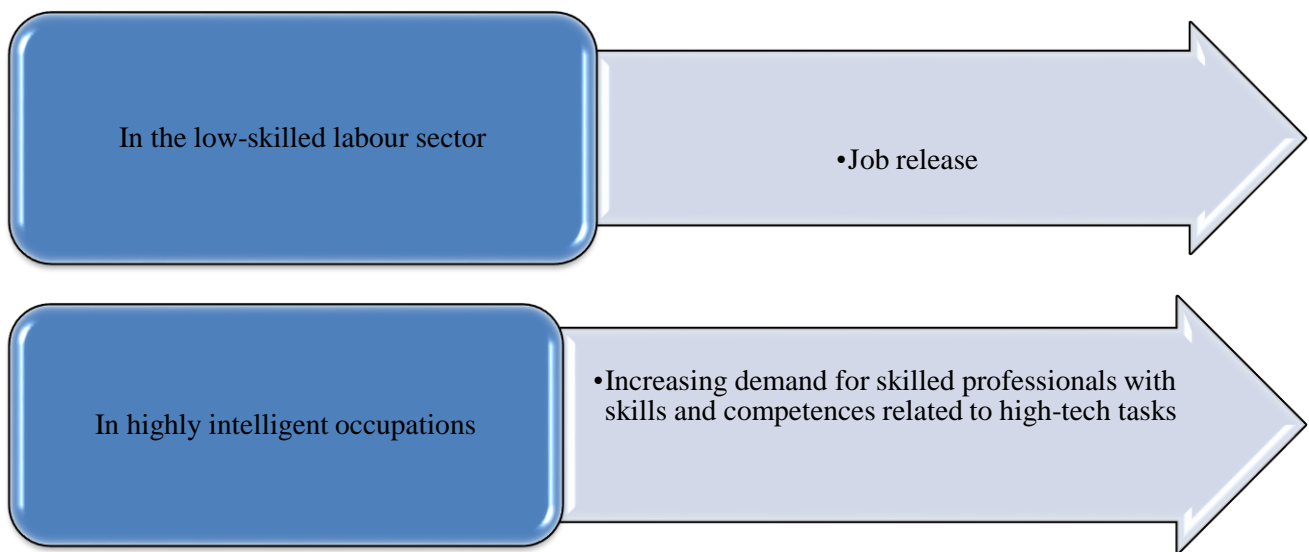 In the low-skilled labour sector
•Job release
In highly intelligent occupations
•Increasing demand for skilled professionals with
skills and competences related to high-tech tasks